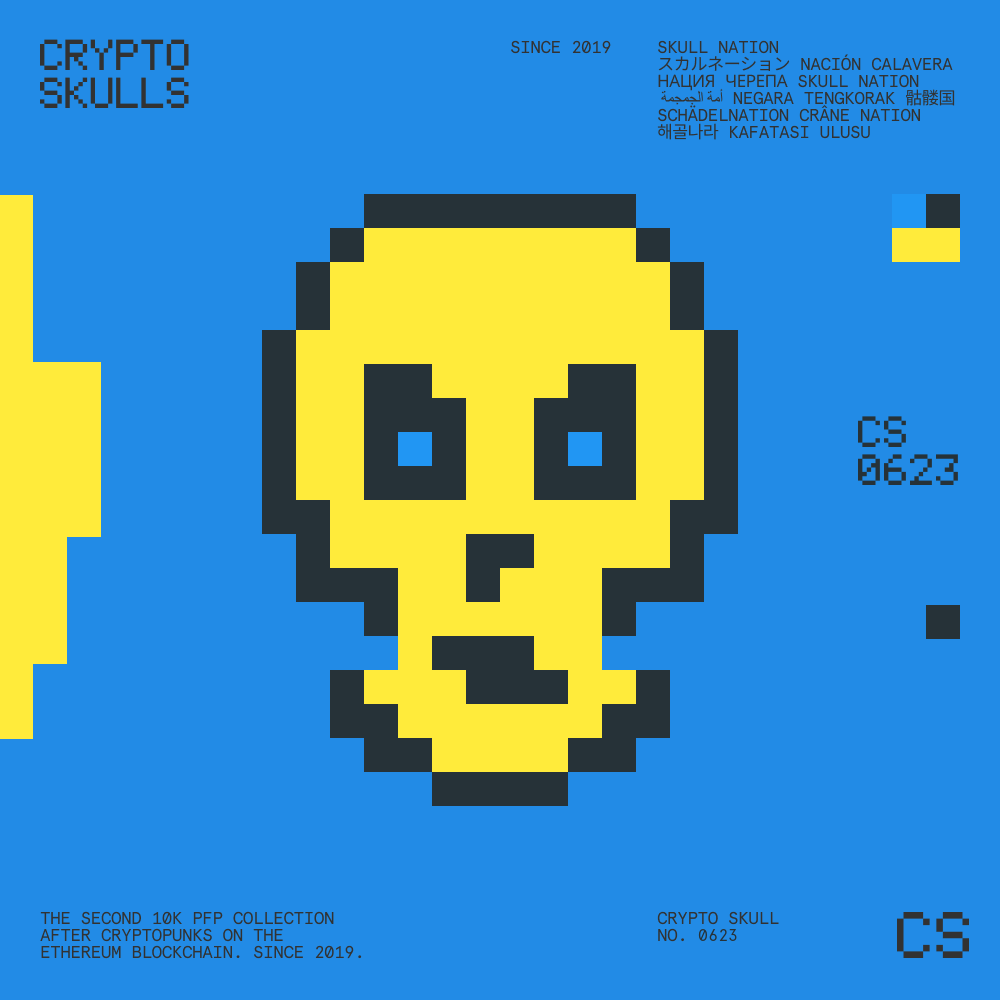 CRYPTO
SKULLS
SINCE 2019
SKULL NATION
スカルネーション NACIÓN CALAVERA
НАЦИЯ ЧЕРЕПА SKULL NATION
أمة الجمجمة NEGARA TENGKORAK 骷髅国
SCHÄDELNATION CRÂNE NATION
해골나라 KAFATASI ULUSU
CS
0623
THE SECOND 10K PFP COLLECTION
AFTER CRYPTOPUNKS ON THE
ETHEREUM BLOCKCHAIN. SINCE 2019.
CRYPTO SKULL
NO. 0623
CS